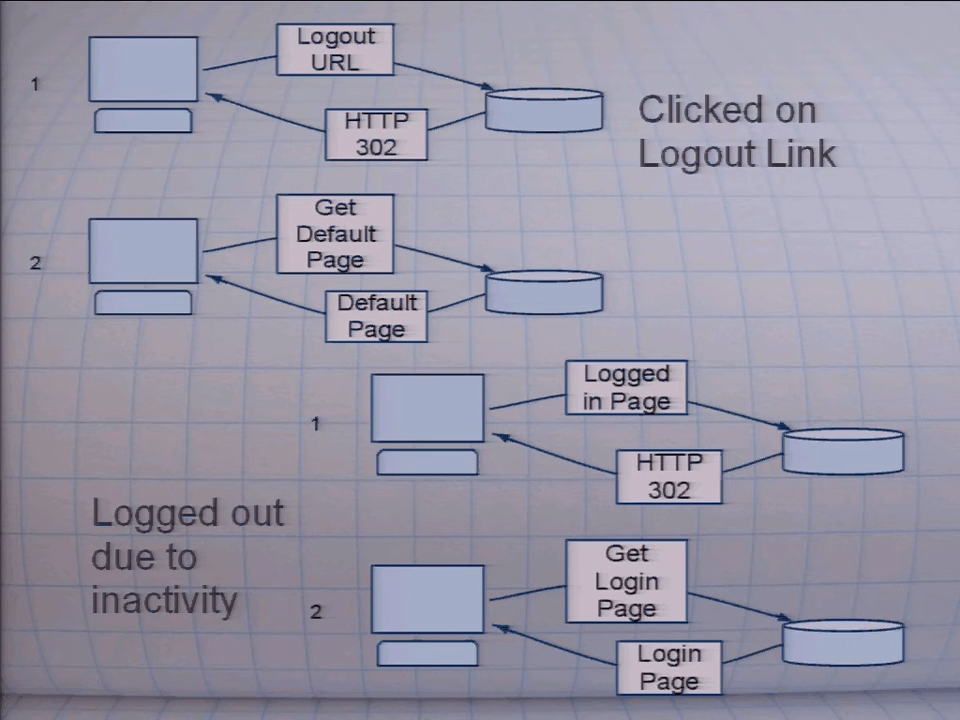 1
Logout
URL
HTTP
302
Clicked on
Logout Link
2
Get
Default
Page
Default
Page
1
Logged
in Page
HTTP
302
Logged out
due to
inactivity
2
Get
Login
Page
Login
Page